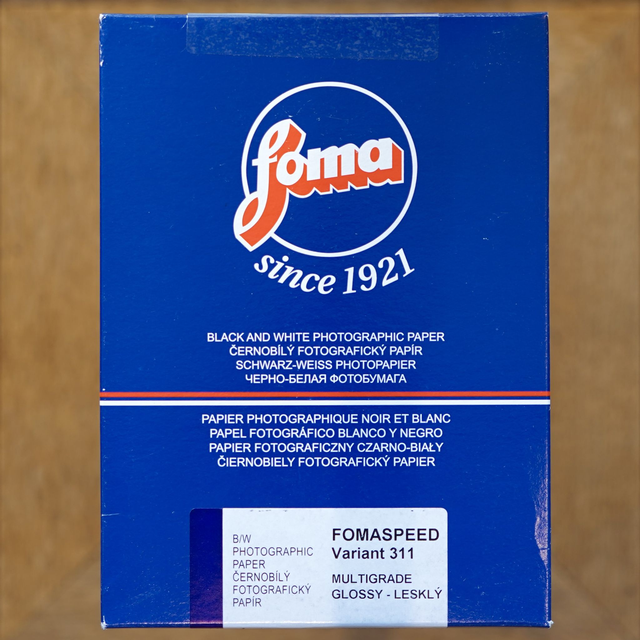 foma
since 1921
BLACK AND WHITE PHOTOGRAPHIC PAPER
ČERNOBÍLÝ FOTOGRAFICKÝ PAPÍR
SCHWARZ-WEISS PHOTOPAPIER
ЧЕРНО-БЕЛАЯ ФОТОБУМАГА
PAPIER PHOTOGRAPHIQUE NOIR ET BLANC
PAPEL FOTOGRÁFICO BLANCO Y NEGRO
PAPIER FOTOGRAFICZNY CZARNO-BIAŁY
ČIERNOBIELY FOTOGRAFICKÝ PAPIER
B/W
PHOTOGRAPHIC
PAPER
ČERNOBÍLÝ
FOTOGRAFICKÝ
PAPÍR
FOMASPEED
Variant 311
MULTIGRADE
GLOSSY - LESKLÝ